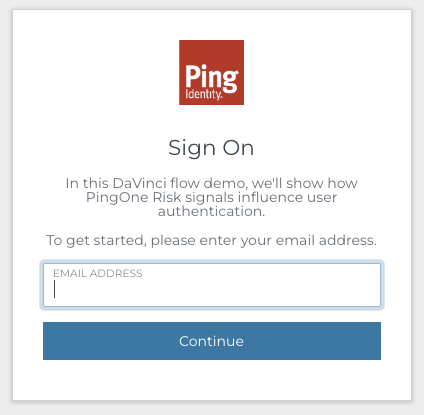 Ping
Identity.
Sign On
In this DaVinci flow demo, we'll show how
PingOne Risk signals influence user
authentication.
To get started, please enter your email address.
EMAIL ADDRESS
Continue